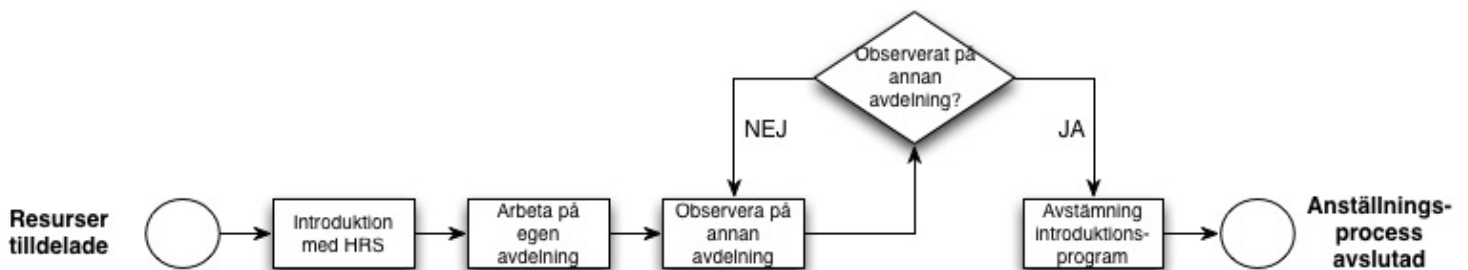 Resurser
tilldelade
Introduktion
med HRS
Arbeta på
egen
avdelning
Observera på
annan
avdelning
NEJ
Observerat på
annan
avdelning?
JA
Avstämning
introduktions-
program
Anställnings-
process
avslutad